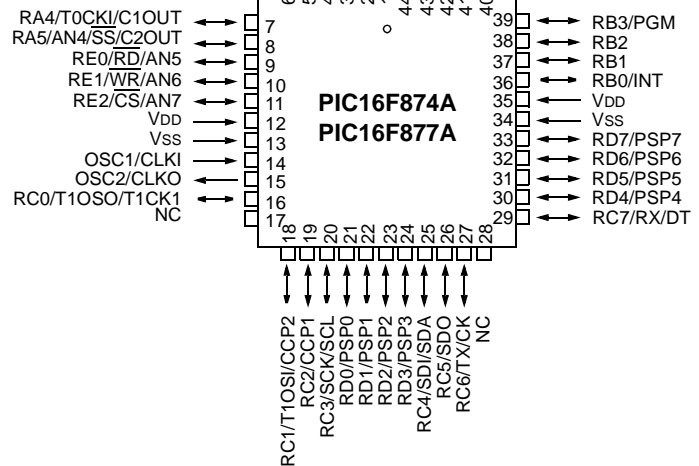 RA4/T0CKI/C1OUT
RA5/AN4/SS/C2OUT
RE0/RD/AN5
RE1/WR/AN6
RE2/CS/AN7
VDD
VSS
OSC1/CLKI
OSC2/CLKO
RC0/T1OSO/T1CK1
NC
7
8
9
10
11
12
13
14
15
16
17
44
PIC16F874A
PIC16F877A
39
38
37
36
35
34
33
32
31
30
29
RB3/PGM
RB2
RB1
RB0/INT
VDD
VSS
RD7/PSP7
RD6/PSP6
RD5/PSP5
RD4/PSP4
RC7/RX/DT
18
19
20
21
22
23
24
25
26
27
28
RC1/T1OSI/CCP2
RC2/CCP1
RC3/SCK/SCL
RD0/PSP0
RD1/PSP1
RD2/PSP2
RD3/PSP3
RC4/SDI/SDA
RC5/SDO
RC6/TX/CK
NC